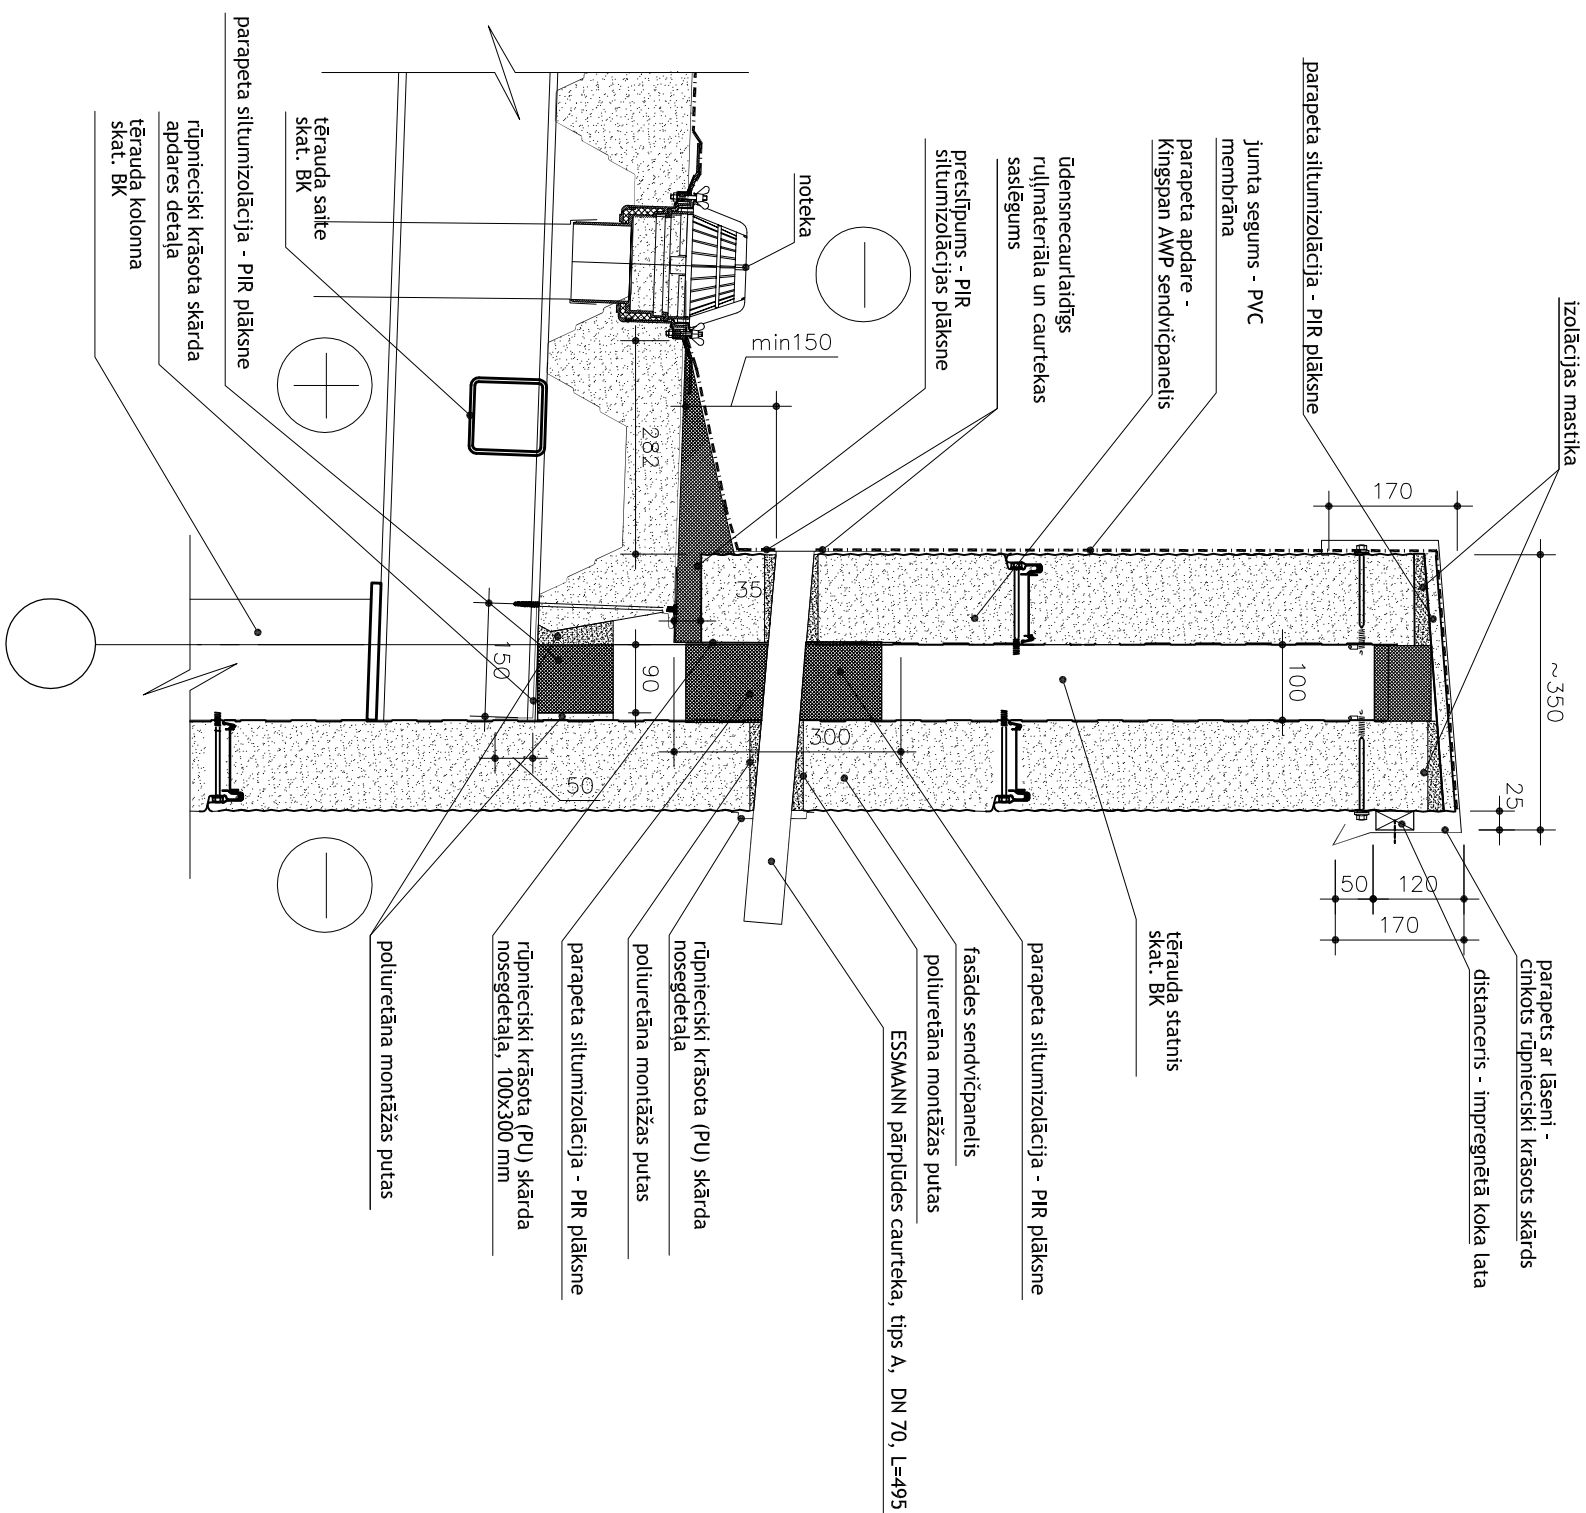 izolācijas mastika
parapeta siltumizolācija - PIR plāksne
jumta segums - PVC
membrāna
parapeta apdare -
Kingspan AWP sendvičpanelis
ūdensnecaurlaidīgs
ruļļmateriāla un caurtekas
saslēgums
pretslīpums - PIR
siltumizolācijas plāksne
noteka
tērauda saite
skat. BK
parapeta siltumizolācija - PIR plāksne
rūpnieciski krāsota skārda
apdares detaļa
tērauda kolonna
skat. BK
min150
282
170
~350
25
35
100
90
150
300
50
50
120
170
parapets ar lāseni -
cinkots rūpnieciski krāsots skārds
distanceris - impregnētā koka lata
tērauda statnis
skat. BK
parapeta siltumizolācija - PIR plāksne
fasādes sendvičpanelis
poliuretāna montāžas putas
ESSMANN pārplūdes caurteka, tips A, DN 70, L=495
rūpnieciski krāsota (PU) skārda
nosegdetaļa
poliuretāna montāžas putas
parapeta siltumizolācija - PIR plāksne
rūpnieciski krāsota (PU) skārda
nosegdetaļa, 100x300 mm
poliuretāna montāžas putas